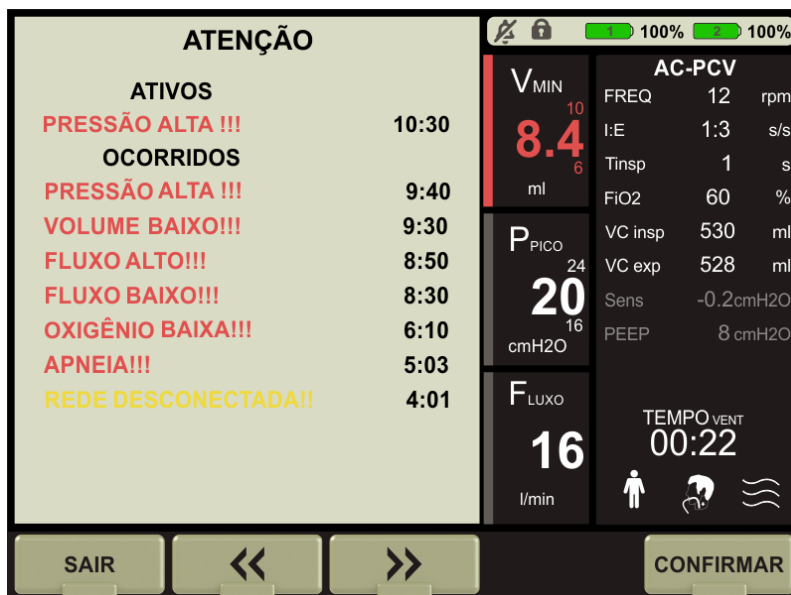 ATENÇÃO
ATIVOS
PRESSÃO ALTA !!! 10:30
OCORRIDOS
PRESSÃO ALTA !!! 9:40
VOLUME BAIXO!!! 9:30
FLUXO ALTO!!! 8:50
FLUXO BAIXO!!! 8:30
OXIGÊNIO BAIXA!!! 6:10
APNEIA!!! 5:03
REDE DESCONECTADA!! 4:01
1 100% 2 100%
VMIN
10
8.4
6
ml
PPICO
24
20
16
cmH2O
FLUXO
16
l/min
AC-PCV
FREQ 12 rpm
I:E 1:3 s/s
Tinsp 1 s
FiO2 60 %
VC insp 530 ml
VC exp 528 ml
Sens -0.2cmH2O
PEEP 8 cmH2O
TEMPO VENT
00:22
SAIR << >> CONFIRMAR